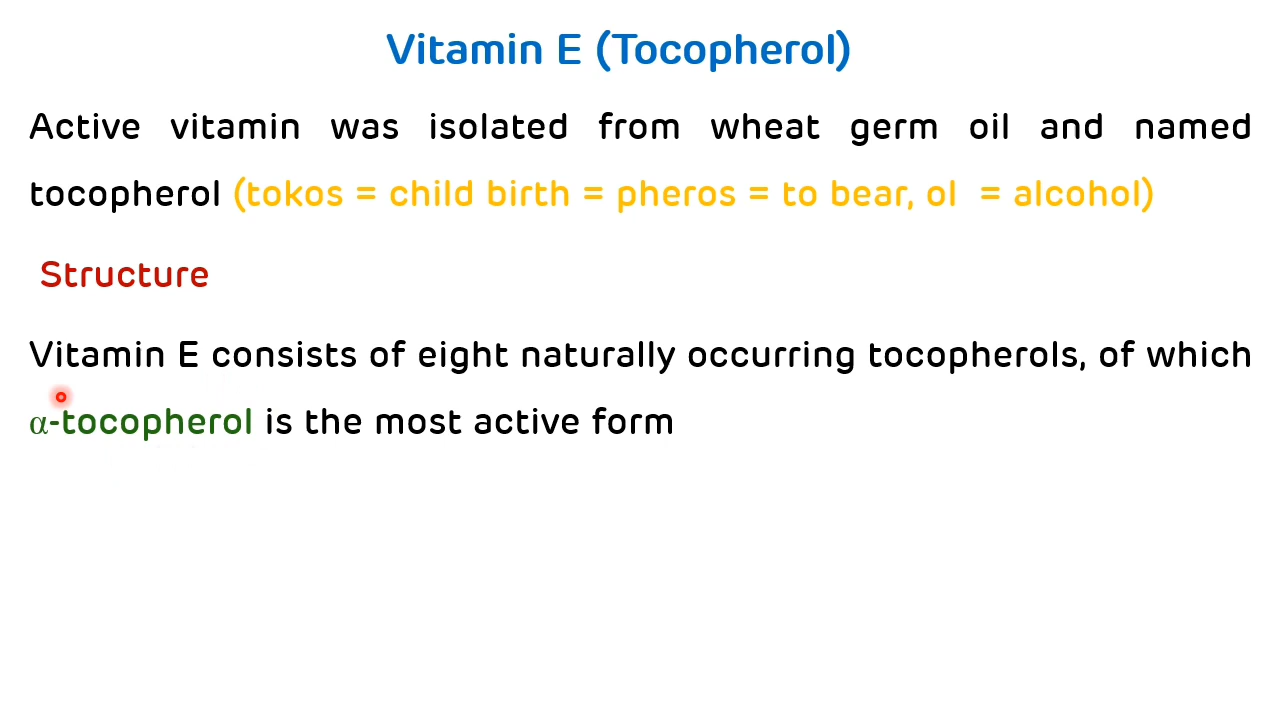 Vitamin E (Tocopherol)
Active vitamin was isolated from wheat germ oil and named
tocopherol (tokos = child birth = pheros = to bear, ol = alcohol)
Structure
Vitamin E consists of eight naturally occurring tocopherols, of which
α-tocopherol is the most active form